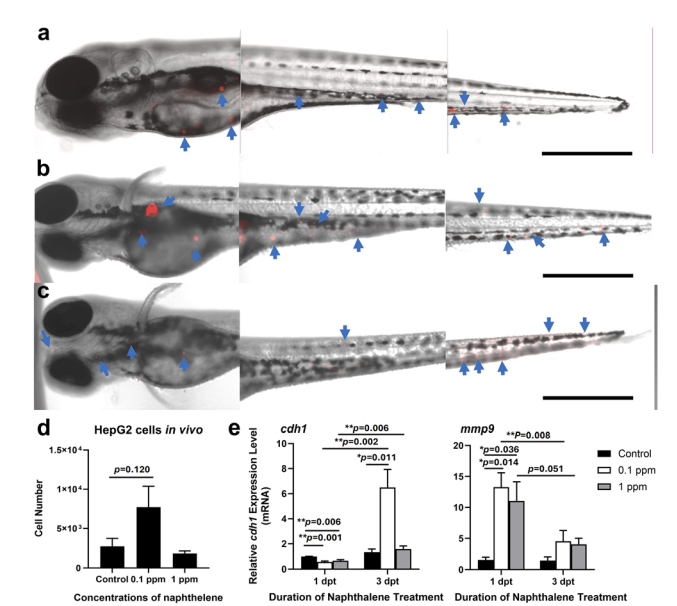 a
b
c
d
HepG2 cells in vivo
1.5×10⁴
1×10⁴
5×10³
0
Cell Number
p=0.120
Control 0.1 ppm 1 ppm
Concentrations of naphthelene
e
cdh1
Relative cdh1 Expression Level
(mRNA)
10
8
6
4
2
0
**p=0.006
**p=0.002
*p=0.011
**p=0.006
**p=0.001
1 dpt
3 dpt
Duration of Naphthalene Treatment
mmp9
20
15
10
5
0
**P=0.008
*p=0.036
*p=0.014
p=0.051
1 dpt
3 dpt
Duration of Naphthalene Treatment
Control
0.1 ppm
1 ppm